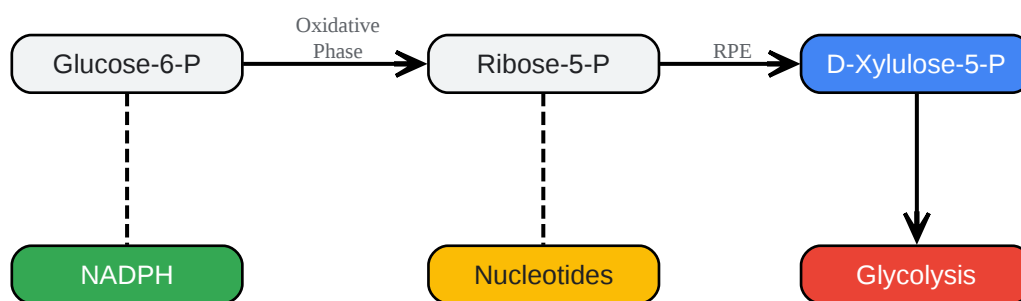 Oxidative
Phase
Glucose-6-P
Ribose-5-P
RPE
D-Xylulose-5-P
NADPH
Nucleotides
Glycolysis